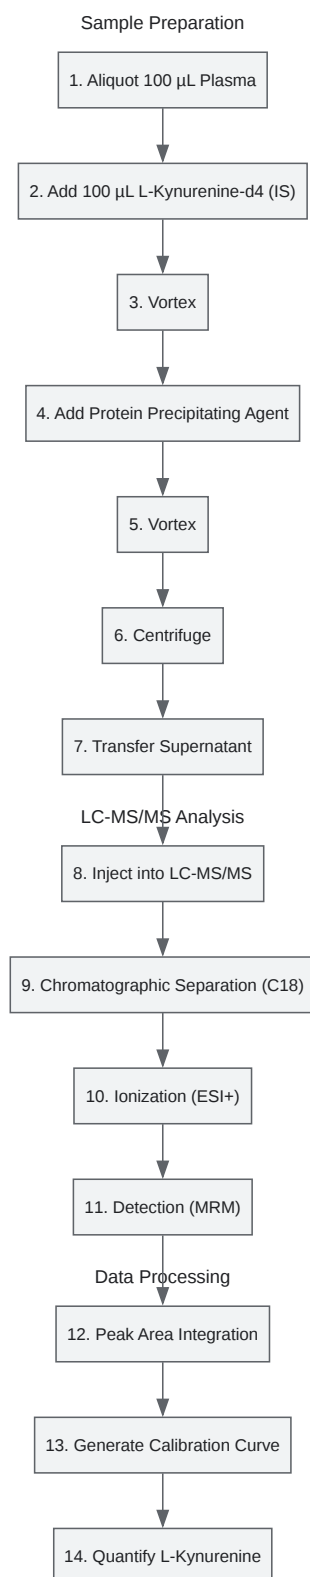 Sample Preparation
1. Aliquot 100 µL Plasma
2. Add 100 µL L-Kynurenine-d4 (IS)
3. Vortex
4. Add Protein Precipitating Agent
5. Vortex
6. Centrifuge
7. Transfer Supernatant
LC-MS/MS Analysis
8. Inject into LC-MS/MS
9. Chromatographic Separation (C18)
10. Ionization (ESI+)
11. Detection (MRM)
Data Processing
12. Peak Area Integration
13. Generate Calibration Curve
14. Quantify L-Kynurenine